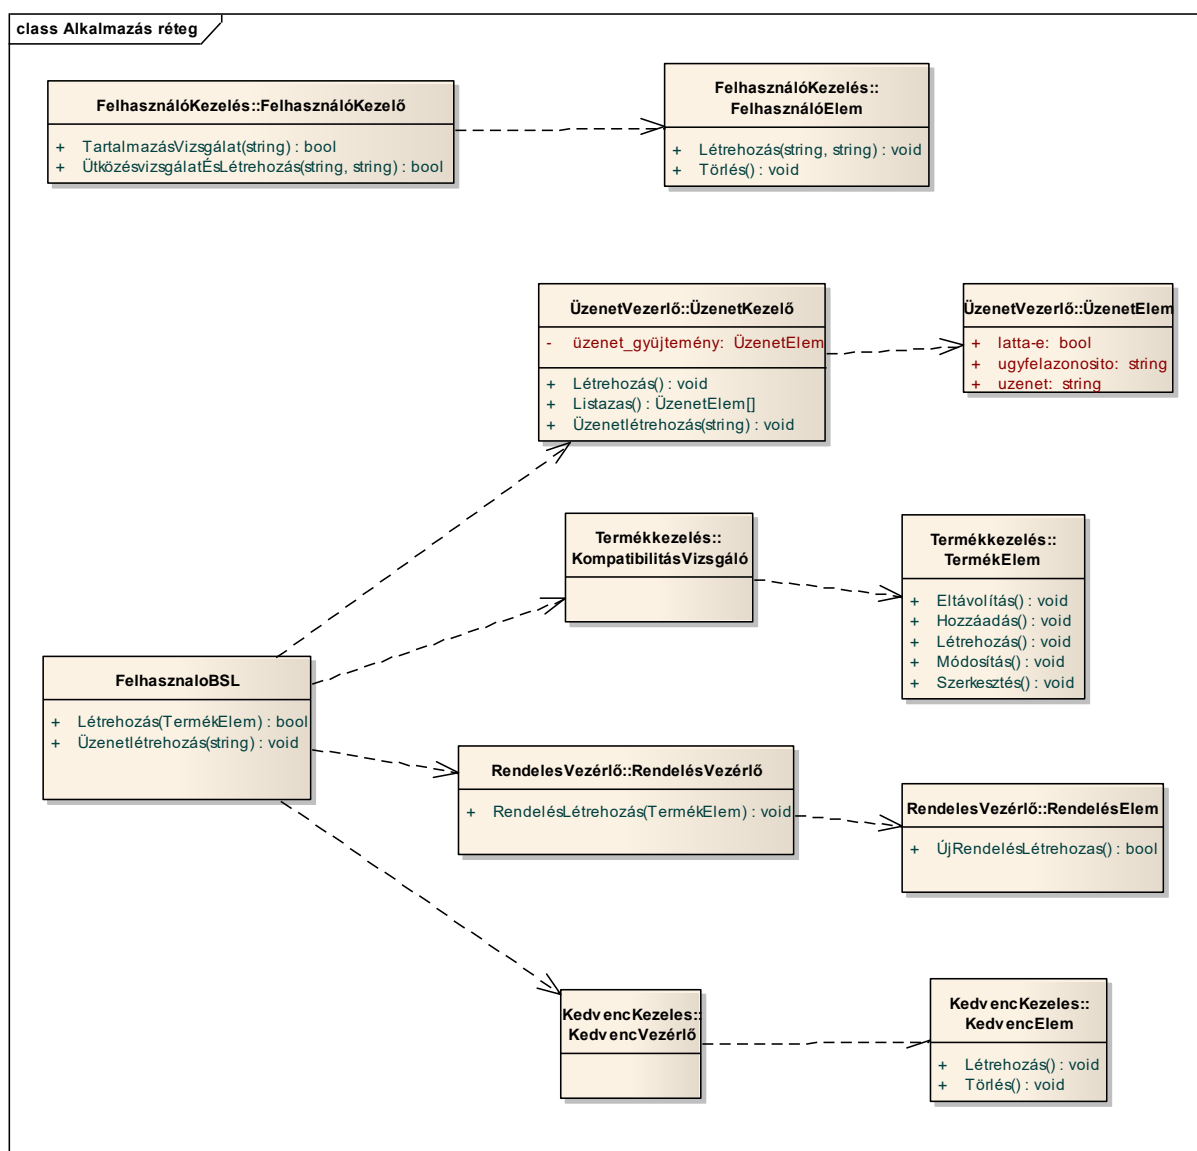 class Alkalmazás réteg
FelhasználóKezelés::FelhasználóKezelő
+ TartalmazásVizsgálat(string) : bool
+ ÜtközésvizsgálatÉsLétrehozás(string, string) : bool
FelhasználóKezelés::
FelhasználóElem
+ Létrehozás(string, string) : void
+ Törlés() : void
ÜzenetVezerlő::ÜzenetKezelő
- üzenet_gyüjtemény: ÜzenetElem
+ Létrehozás() : void
+ Listazas() : ÜzenetElem[]
+ Üzenetlétrehozás(string) : void
ÜzenetVezerlő::ÜzenetElem
+ latta-e: bool
+ ugyfelazonosito: string
+ uzenet: string
Termékkezelés::
KompatibilitásVizsgáló
Termékkezelés::
TermékElem
+ Eltávolítás() : void
+ Hozzáadás() : void
+ Létrehozás() : void
+ Módosítás() : void
+ Szerkesztés() : void
FelhasznaloBSL
+ Létrehozás(TermékElem) : bool
+ Üzenetlétrehozás(string) : void
RendelesVezérlő::RendelésVezérlő
+ RendelésLétrehozás(TermékElem) : void
RendelesVezérlő::RendelésElem
+ ÚjRendelésLétrehozas() : bool
KedvencKezeles::
KedvencVezérlő
KedvencKezeles::
KedvencElem
+ Létrehozás() : void
+ Törlés() : void